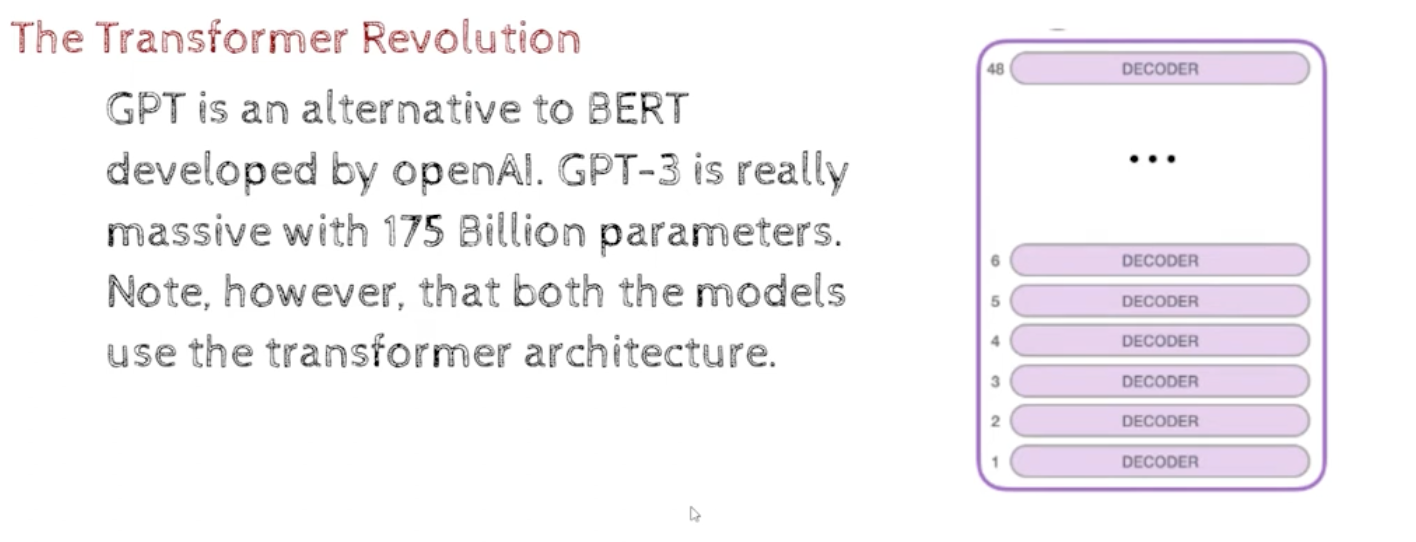 The Transformer Revolution
GPT is an alternative to BERT
developed by openAI. GPT-3 is really
massive with 175 Billion parameters.
Note, however, that both the models
use the transformer architecture.
48 DECODER
...
6 DECODER
5 DECODER
4 DECODER
3 DECODER
2 DECODER
1 DECODER